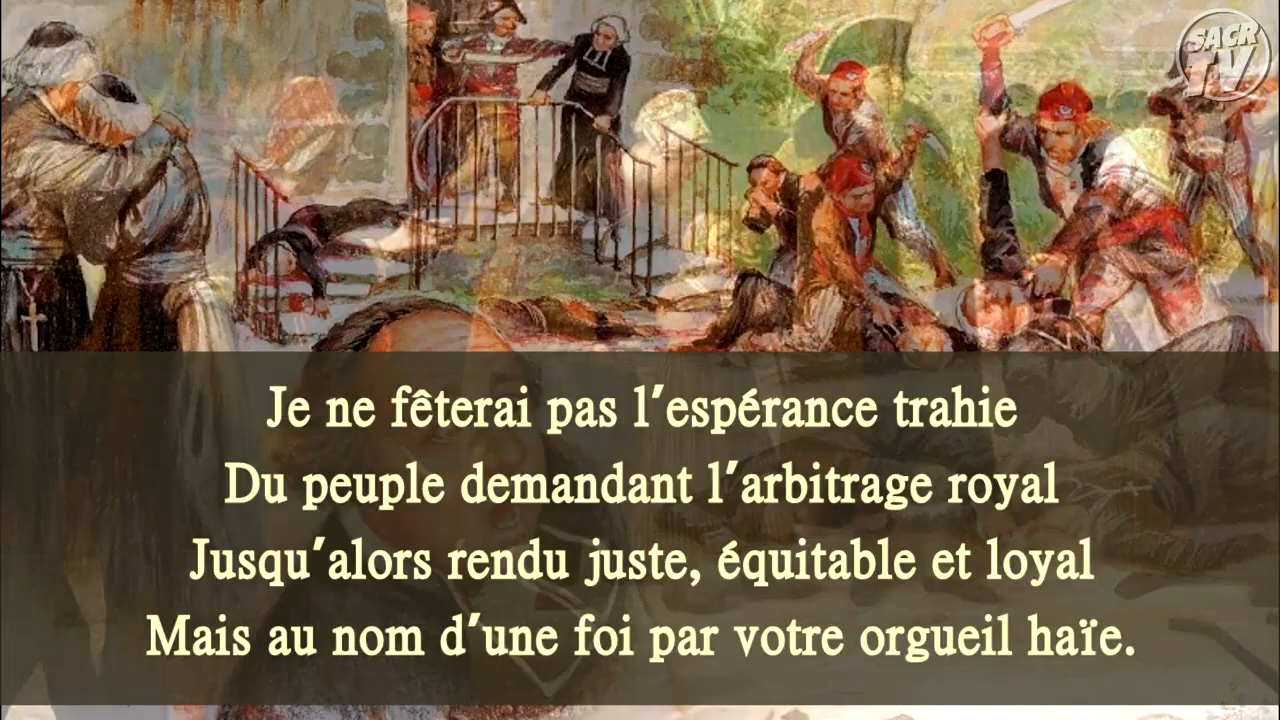 SACR
TV
Je ne fêterai pas l′espérance trahie
Du peuple demandant l′arbitrage royal
Jusqu′alors rendu juste, équitable et loyal
Mais au nom d′une foi par votre orgueil haïe.